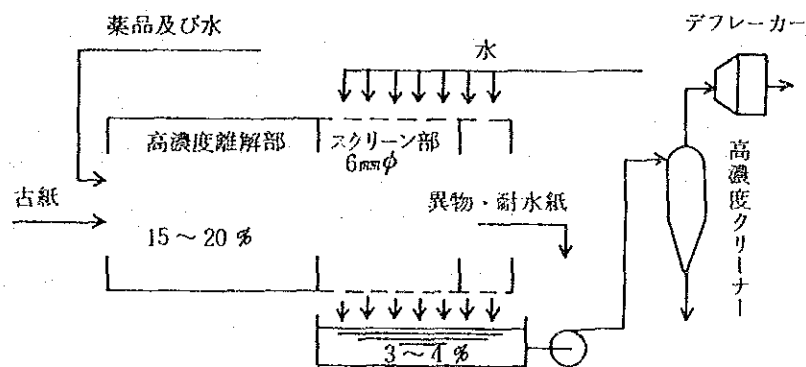 薬品及び水
デフレーカー
水
高濃度離解部
スクリーン部
6mmφ
古紙
異物・耐水紙
15~20%
高濃度クリーナー
3~4%